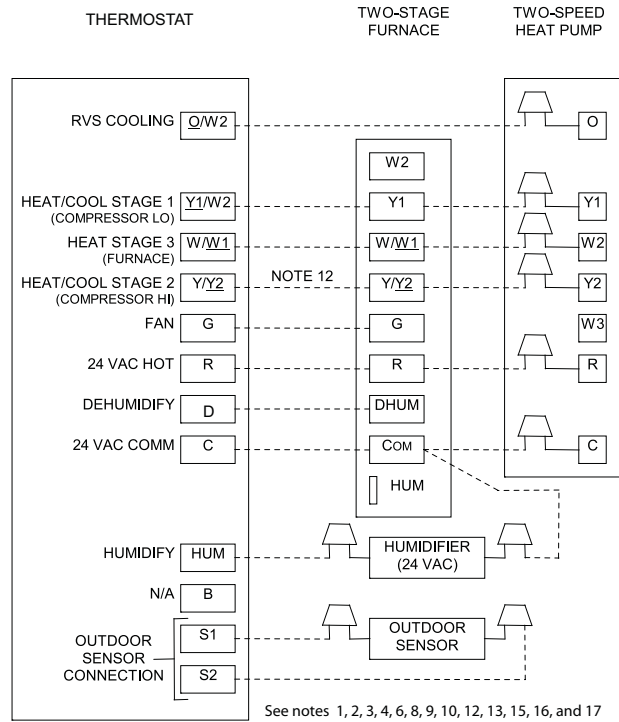 THERMOSTAT
TWO-STAGE
FURNACE
TWO-SPEED
HEAT PUMP
RVS COOLING O/W2 O
W2
HEAT/COOL STAGE 1 Y1/W2 Y1 Y1
(COMPRESSOR LO)
HEAT STAGE 3 W/W1 W/W1 W2
(FURNACE)
HEAT/COOL STAGE 2 Y/Y2 NOTE 12 Y/Y2 Y2
(COMPRESSOR HI)
FAN G G W3
24 VAC HOT R R R
DEHUMIDIFY D DHUM
24 VAC COMM C COM C
HUM
HUMIDIFY HUM HUMIDIFIER
(24 VAC)
N/A B
S1 OUTDOOR
SENSOR
OUTDOOR
SENSOR
CONNECTION
S2
See notes 1, 2, 3, 4, 6, 8, 9, 10, 12, 13, 15, 16, and 17